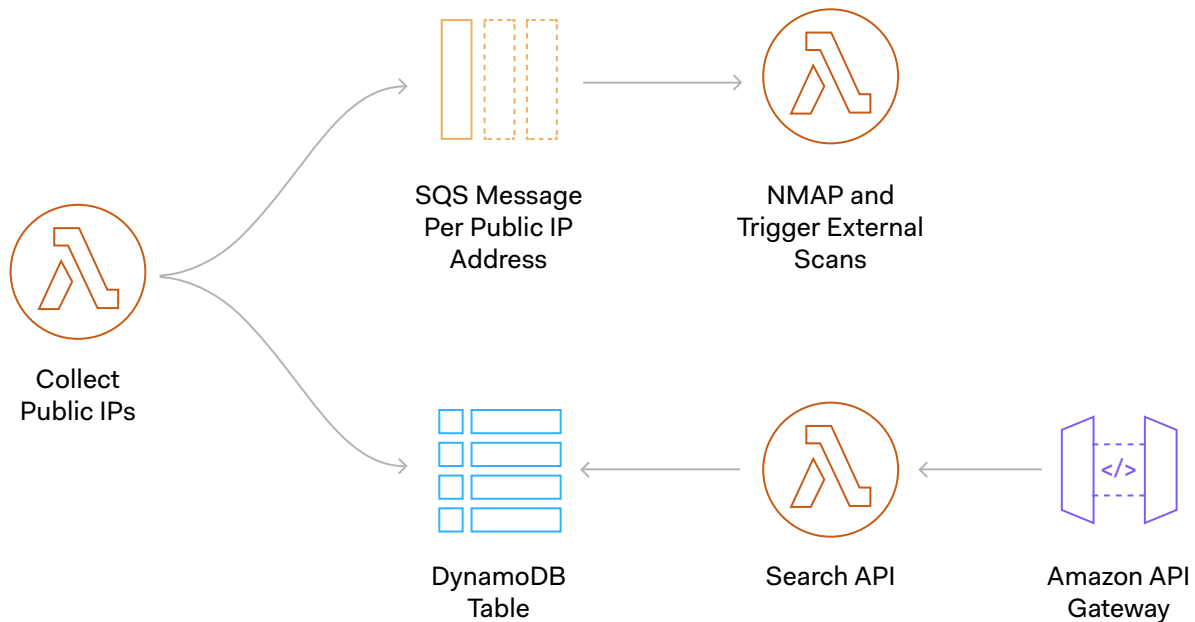 SQS Message
Per Public IP
Address
NMAP and
Trigger External
Scans
Collect
Public IPs
DynamoDB
Table
Search API
</>
Amazon API
Gateway